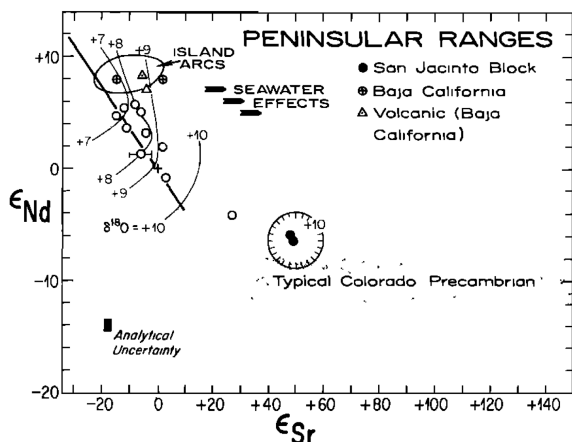 PENINSULAR RANGES
● San Jacinto Block
⊕ Baja California
△ Volcanic (Baja
California)
ISLAND
ARCS
SEAWATER
EFFECTS
+7
+8
+9
+7
+8
+9
+10
δ¹⁸O = +10
+10
Typical Colorado Precambrian
Analytical
Uncertainty
εNd
+10
0
−10
−20
−20 0 +20 +40 +60 +80 +100 +120 +140
εSr